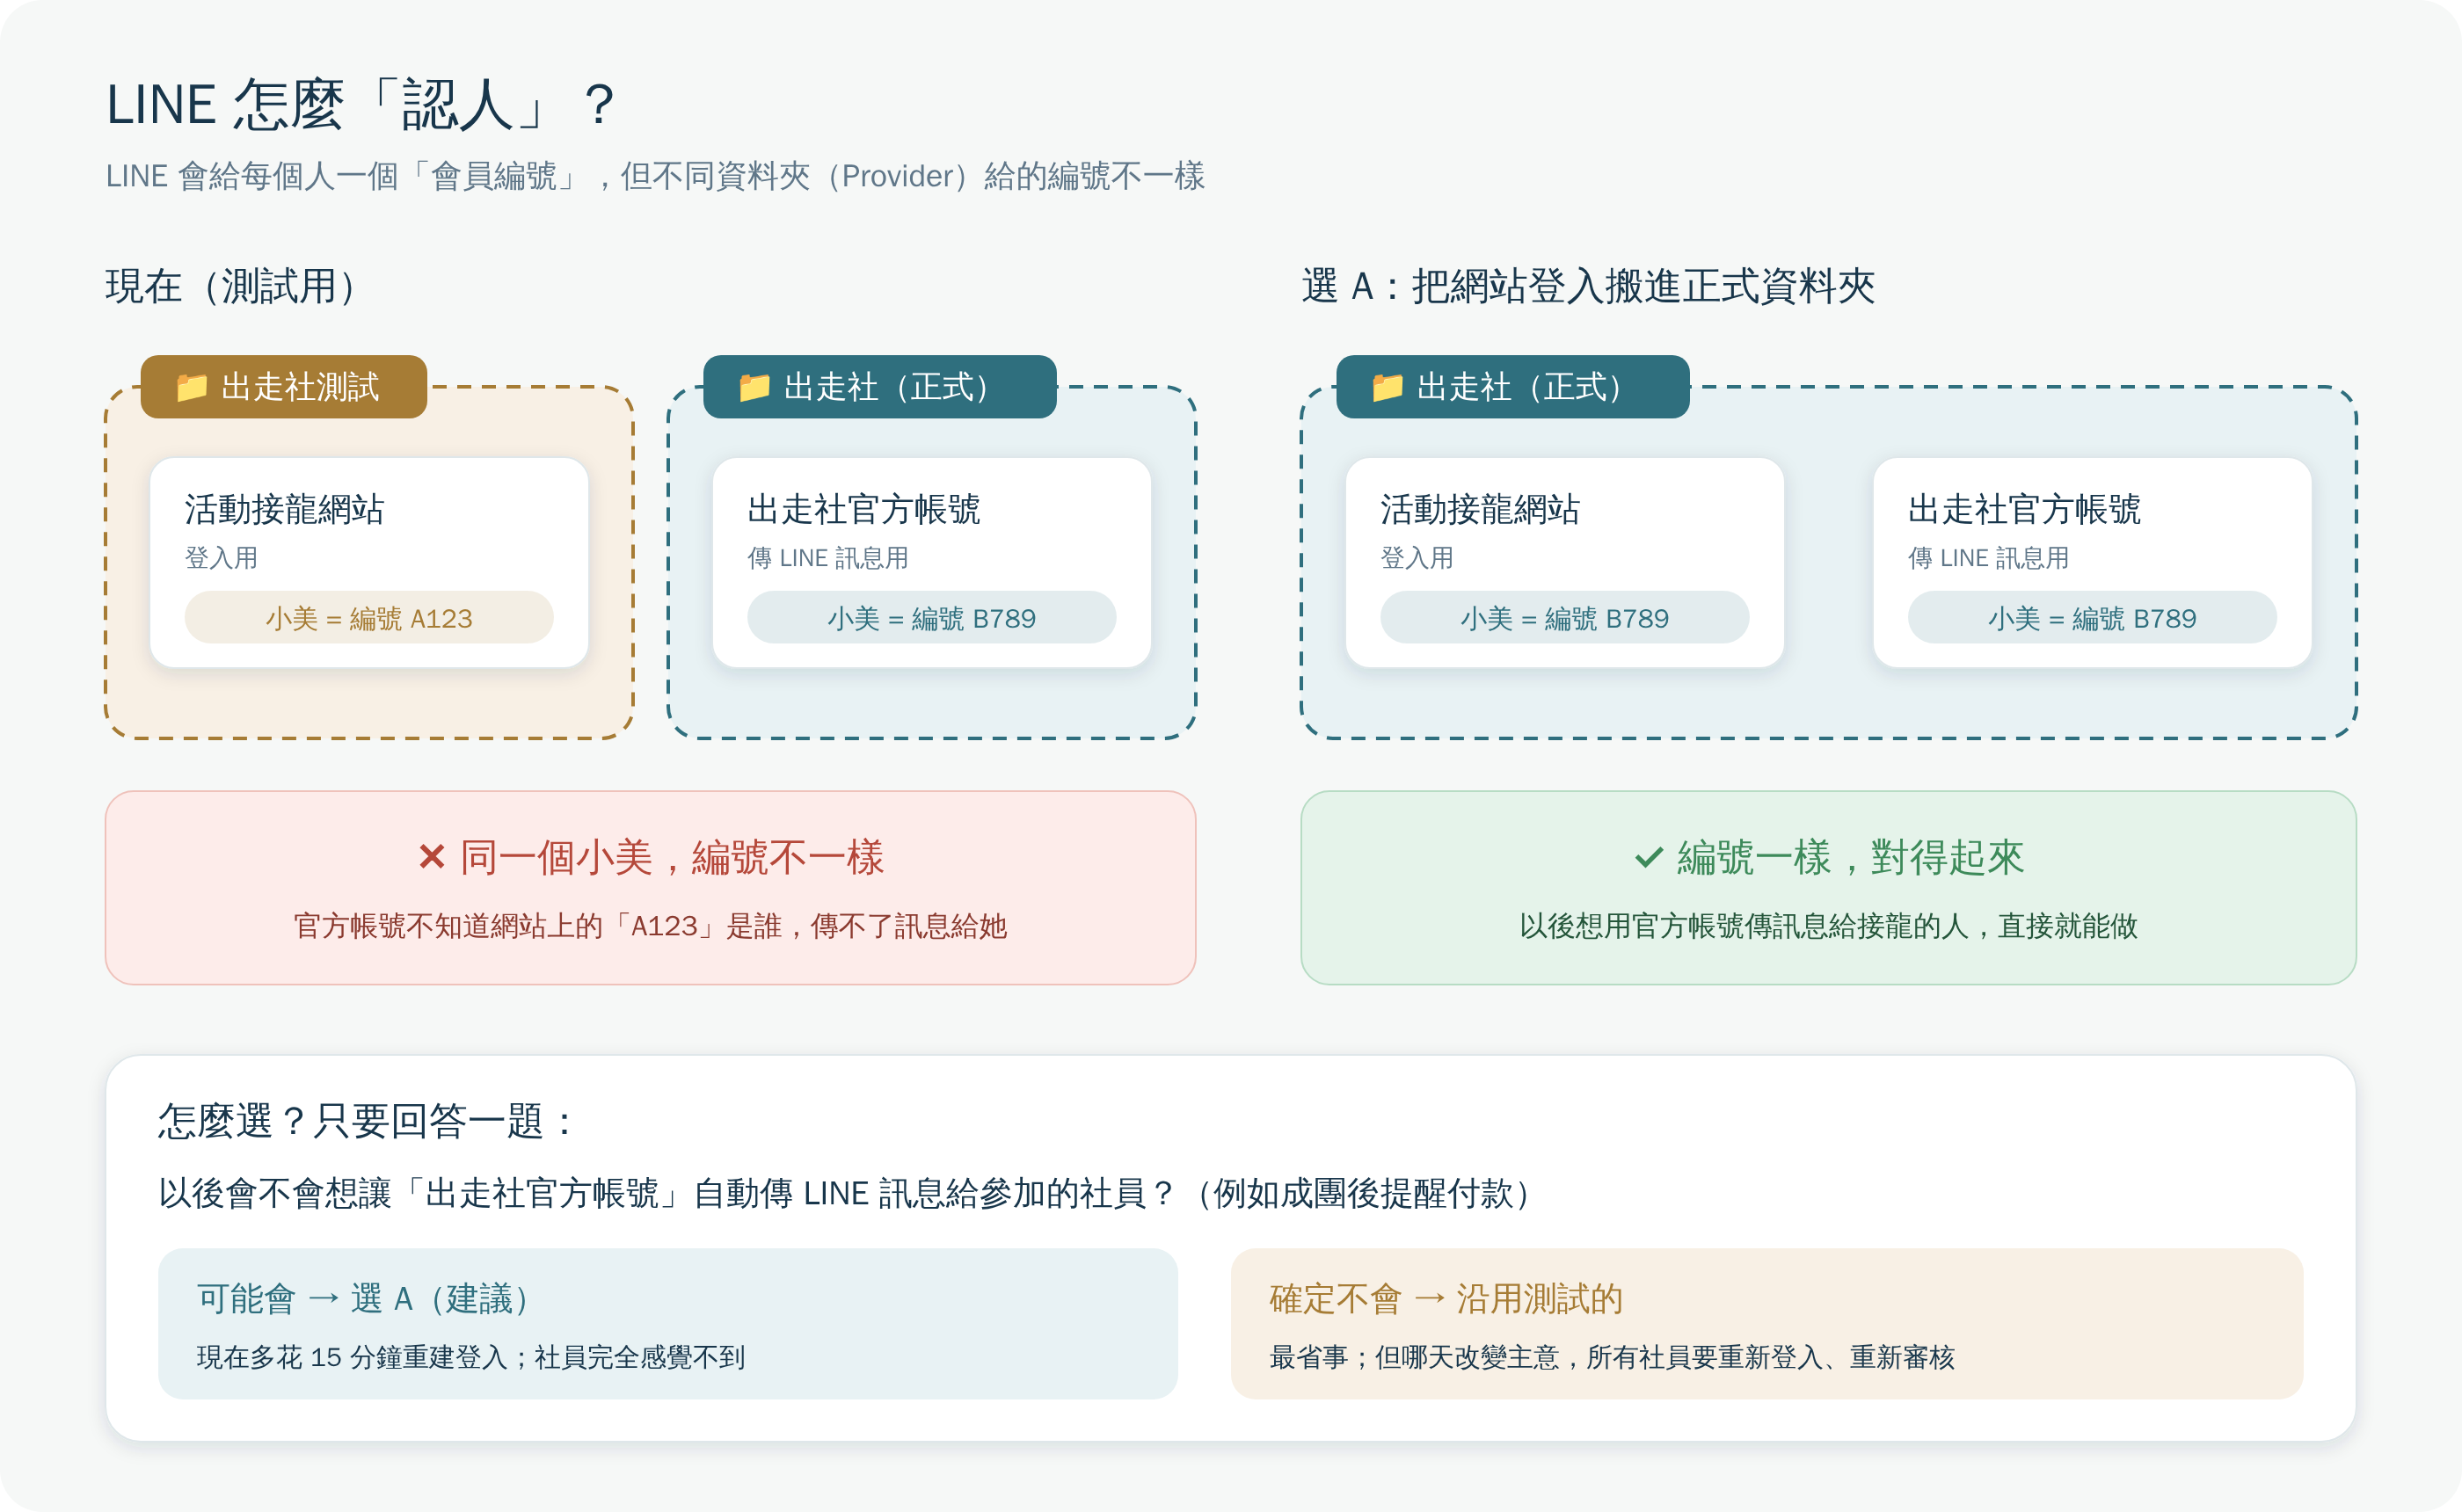 LINE 怎麼「認人」？
LINE 會給每個人一個「會員編號」，但不同資料夾（Provider）給的編號不一樣
現在（測試用）
📁 出走社測試
活動接龍網站
登入用
小美 = 編號 A123
📁 出走社（正式）
出走社官方帳號
傳 LINE 訊息用
小美 = 編號 B789
✕ 同一個小美，編號不一樣
官方帳號不知道網站上的「A123」是誰，傳不了訊息給她
選 A：把網站登入搬進正式資料夾
📁 出走社（正式）
活動接龍網站
登入用
小美 = 編號 B789
出走社官方帳號
傳 LINE 訊息用
小美 = 編號 B789
✓ 編號一樣，對得起來
以後想用官方帳號傳訊息給接龍的人，直接就能做
怎麼選？只要回答一題：
以後會不會想讓「出走社官方帳號」自動傳 LINE 訊息給參加的社員？（例如成團後提醒付款）
可能會 → 選 A（建議）
現在多花 15 分鐘重建登入；社員完全感覺不到
確定不會 → 沿用測試的
最省事；但哪天改變主意，所有社員要重新登入、重新審核